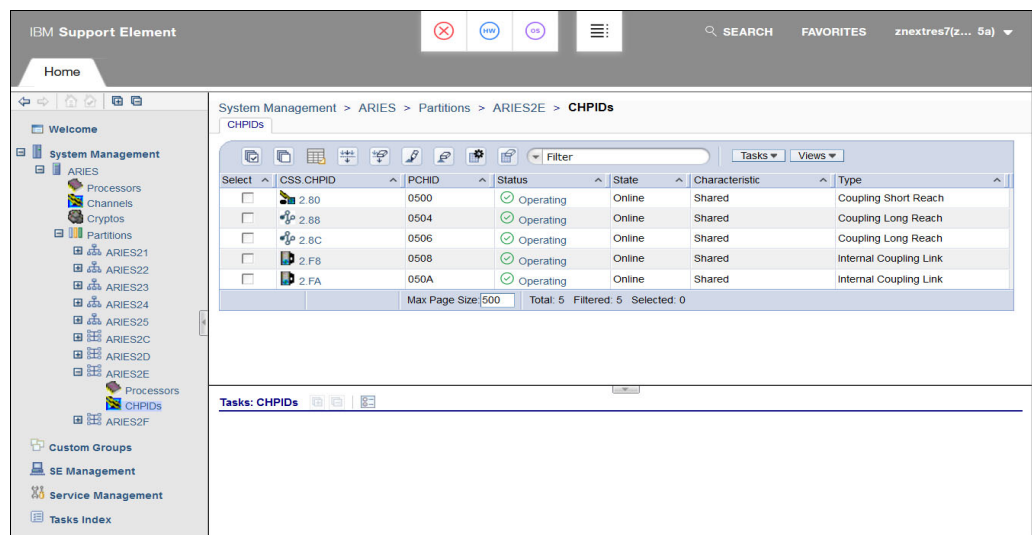 IBM Support Element
HW
OS
SEARCH FAVORITES znextres7(z... 5a)
Home
Welcome
System Management
ARIES
Processors
Channels
Cryptos
Partitions
ARIES21
ARIES22
ARIES23
ARIES24
ARIES25
ARIES2C
ARIES2D
ARIES2E
Processors
CHPIDs
ARIES2F
Custom Groups
SE Management
Service Management
Tasks Index
System Management > ARIES > Partitions > ARIES2E > CHPIDs
CHPIDs
Filter Tasks Views
Select CSS.CHPID PCHID Status State Characteristic Type
2.80 0500 Operating Online Shared Coupling Short Reach
2.88 0504 Operating Online Shared Coupling Long Reach
2.8C 0506 Operating Online Shared Coupling Long Reach
2.F8 0508 Operating Online Shared Internal Coupling Link
2.FA 050A Operating Online Shared Internal Coupling Link
Max Page Size: 500 Total: 5 Filtered: 5 Selected: 0
Tasks: CHPIDs